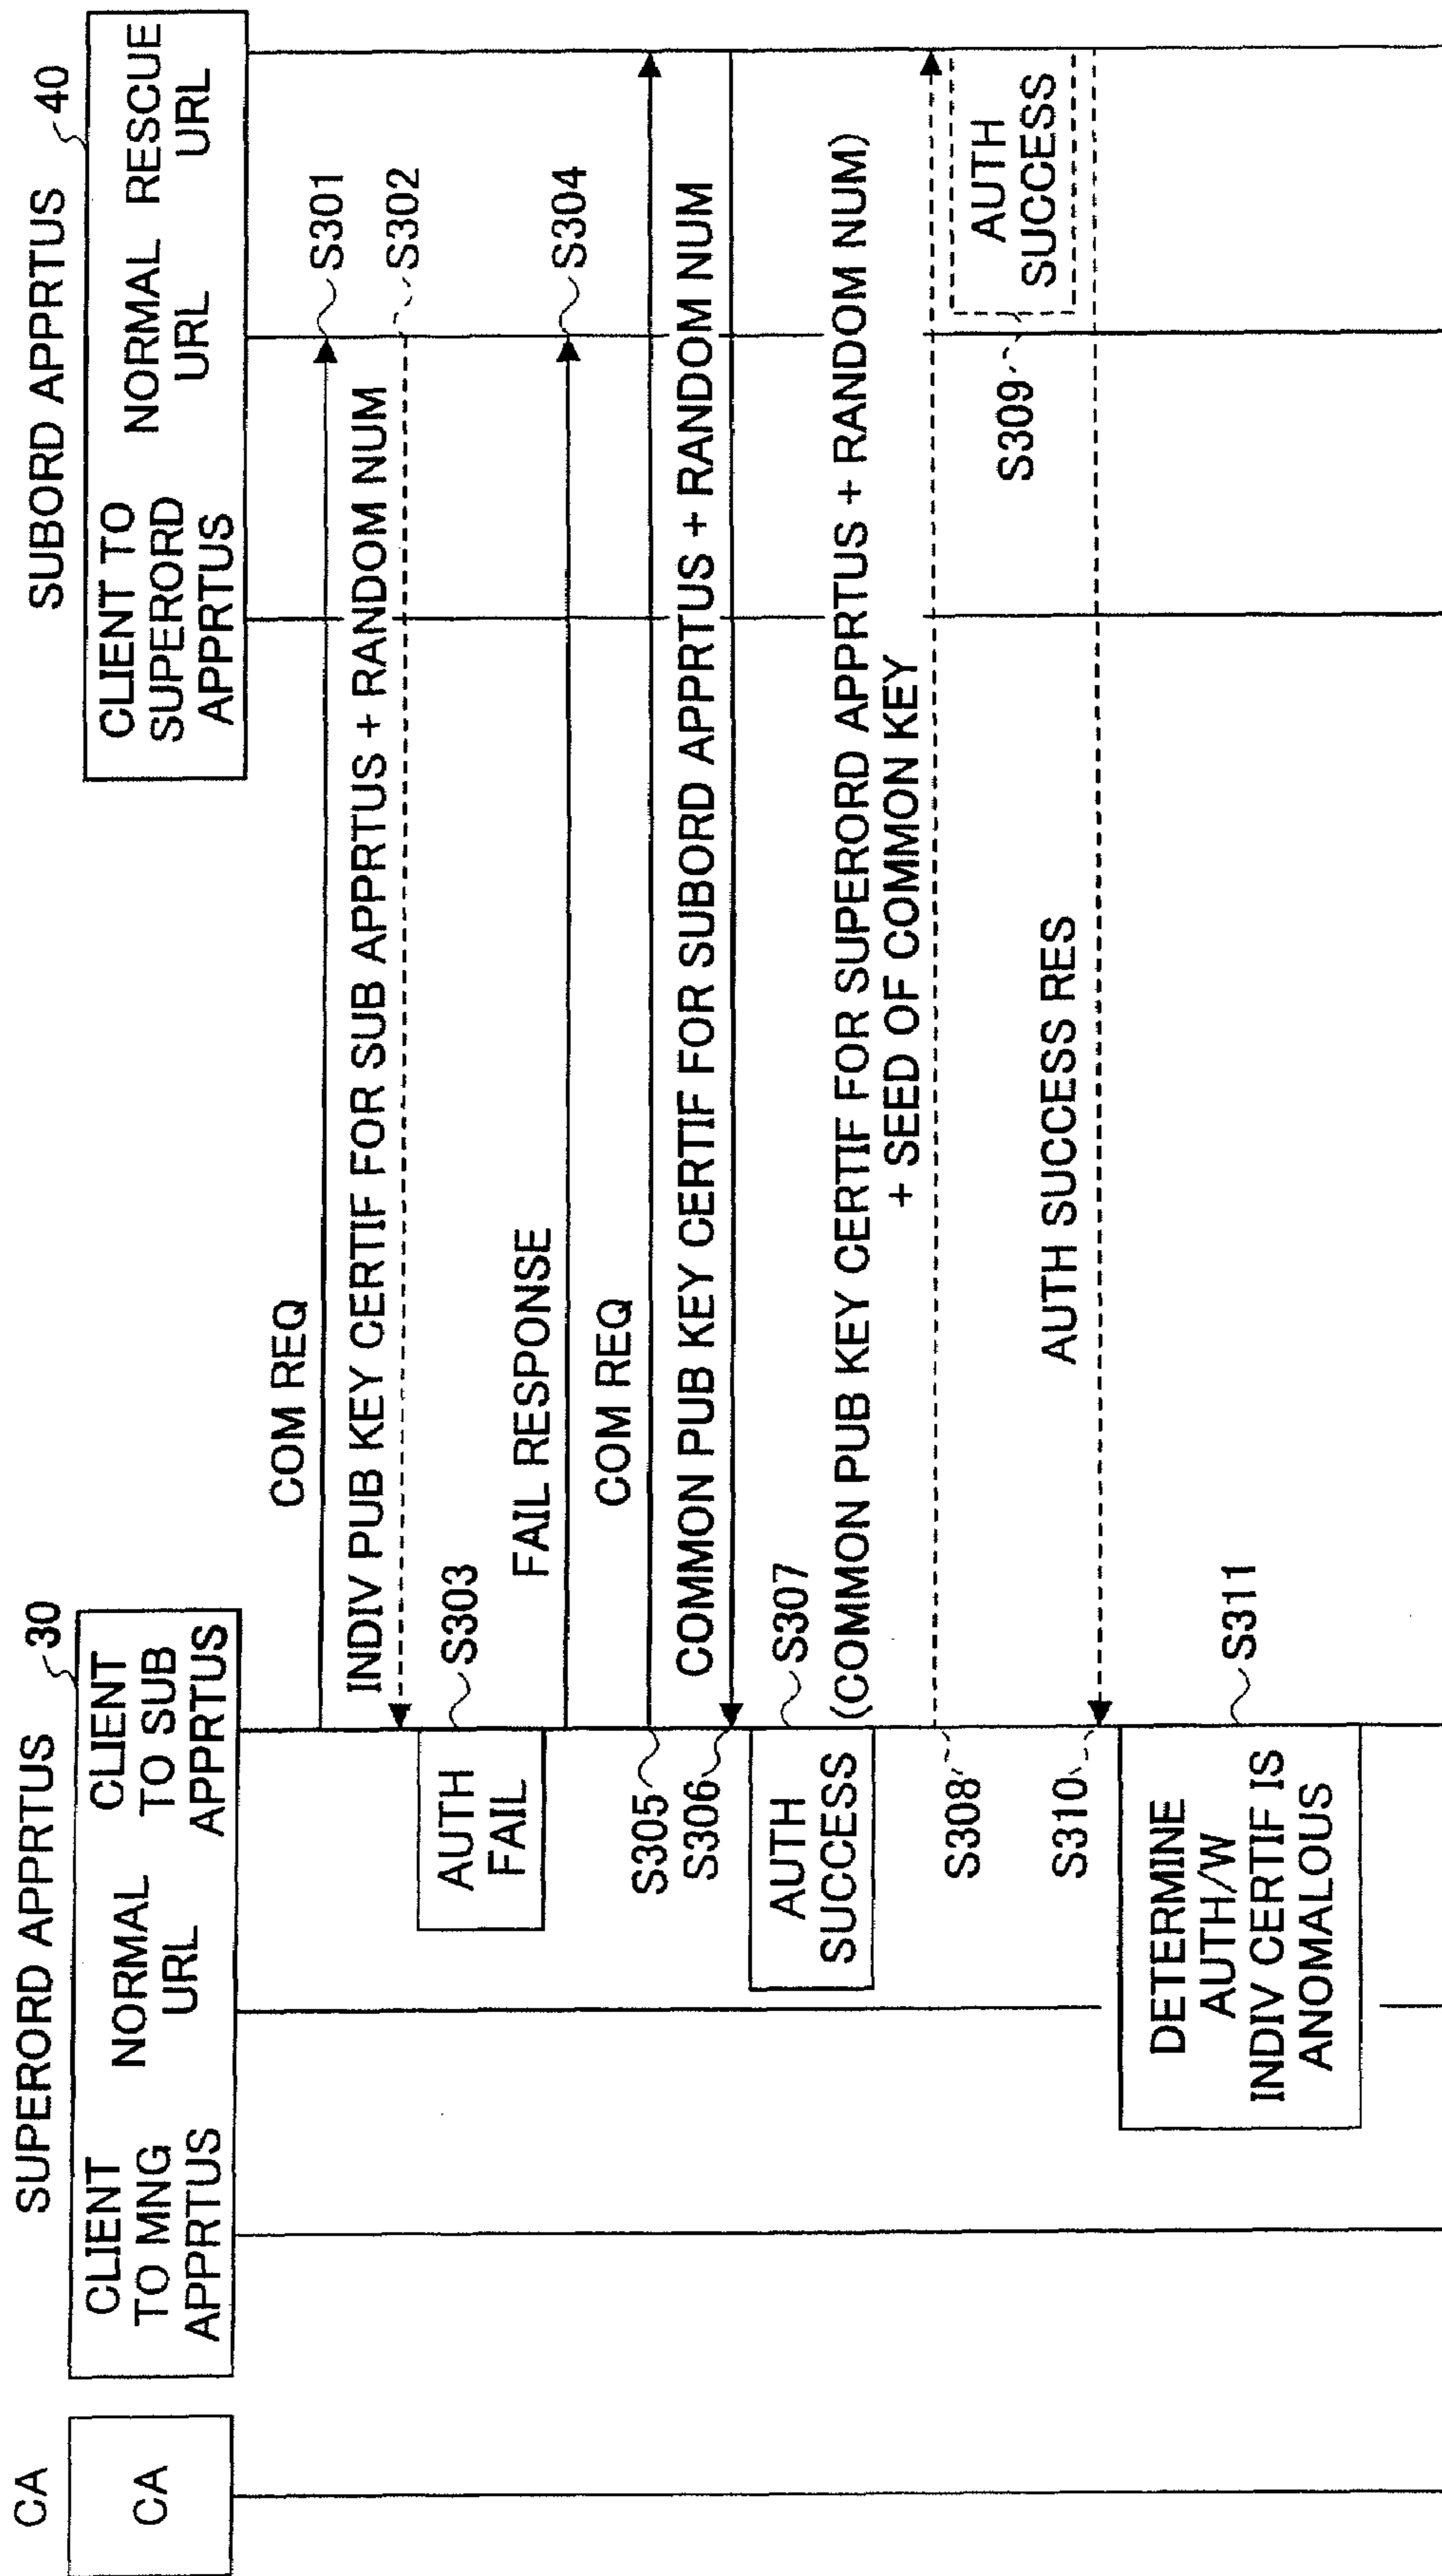 CA
CA
SUPERORD APPRTUS
30
CLIENT
TO MNG
APPRTUS
NORMAL
URL
CLIENT
TO SUB
APPRTUS
SUBORD APPRTUS
40
CLIENT TO
SUPERORD
APPRTUS
NORMAL
URL
RESCUE
URL
COM REQ
S301
INDIV PUB KEY CERTIF FOR SUB APPRTUS + RANDOM NUM
S302
AUTH
FAIL
S303
FAIL RESPONSE
S304
COM REQ
S305
COMMON PUB KEY CERTIF FOR SUBORD APPRTUS + RANDOM NUM
S306
AUTH
SUCCESS
S307
(COMMON PUB KEY CERTIF FOR SUPERORD APPRTUS + RANDOM NUM)
+ SEED OF COMMON KEY
S308
AUTH
SUCCESS
S309
AUTH SUCCESS RES
S310
DETERMINE
AUTH/W
INDIV CERTIF IS
ANOMALOUS
S311